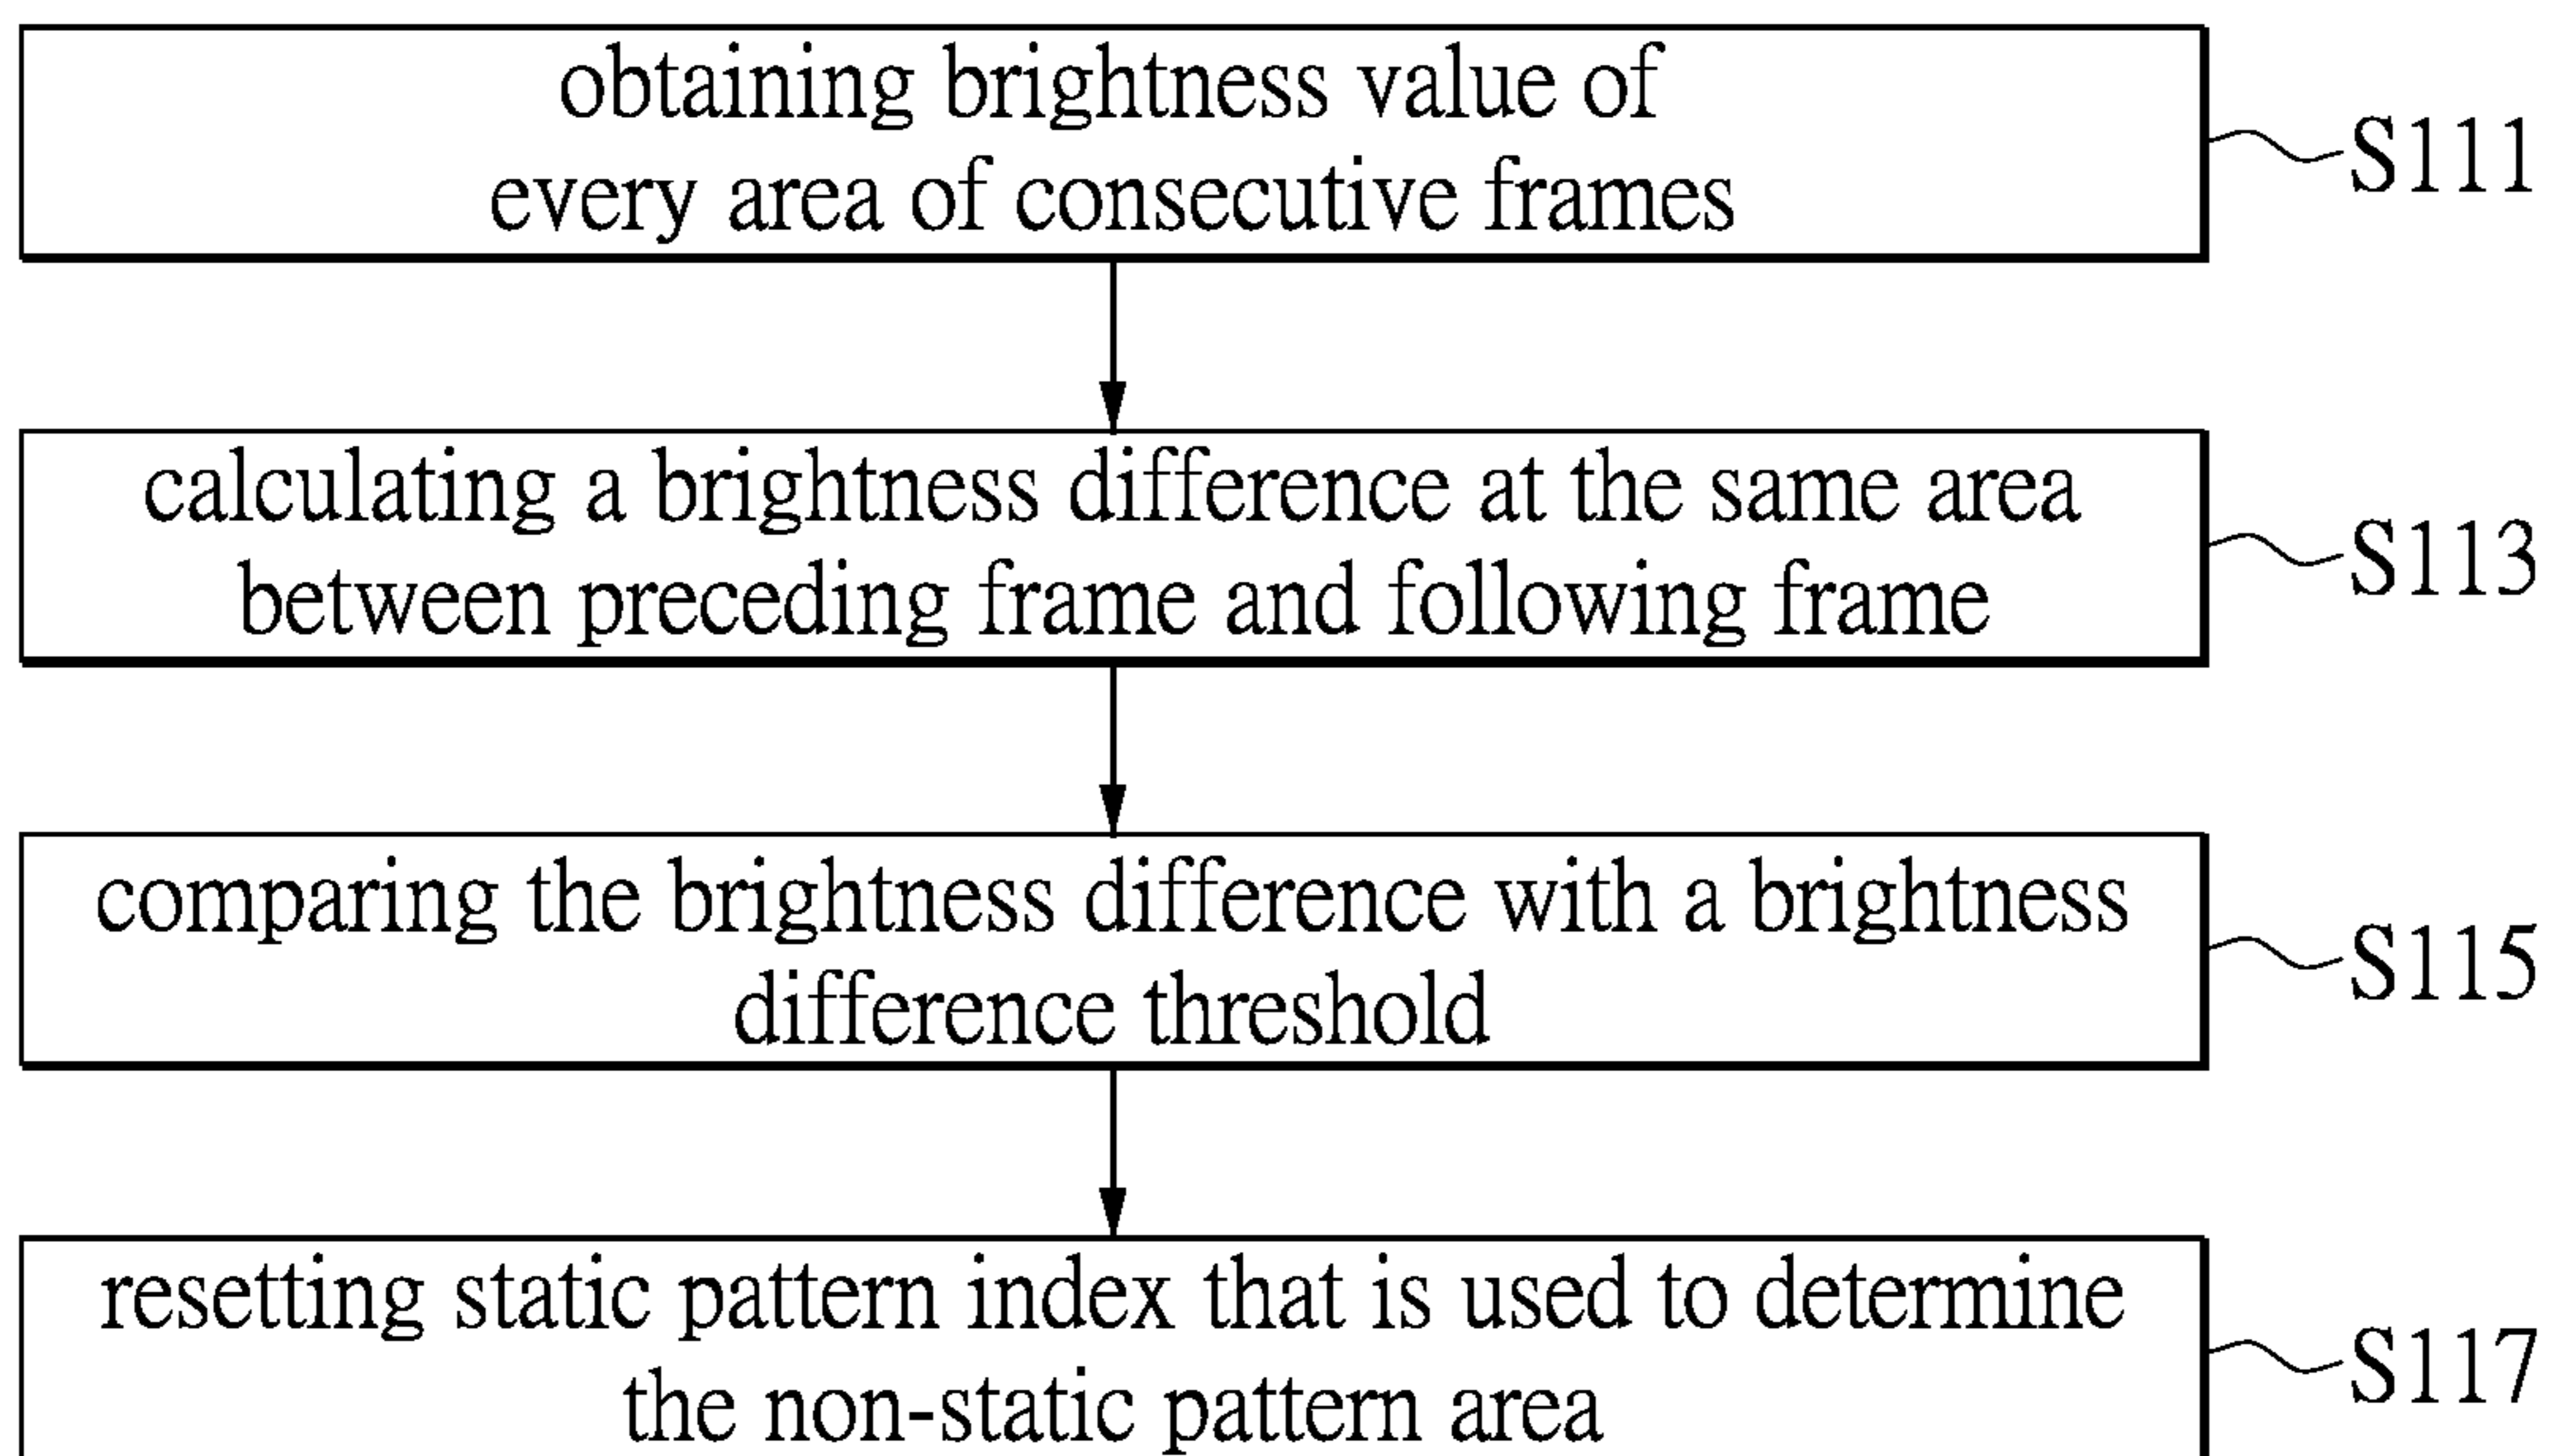 obtaining brightness value of
every area of consecutive frames
S111
calculating a brightness difference at the same area
between preceding frame and following frame
S113
comparing the brightness difference with a brightness
difference threshold
S115
resetting static pattern index that is used to determine
the non-static pattern area
S117